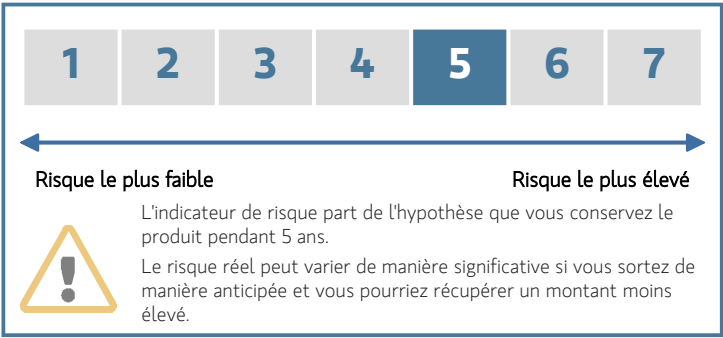 1 2 3 4 5 6 7
Risque le plus faible Risque le plus élevé
L'indicateur de risque part de l'hypothèse que vous conservez le
produit pendant 5 ans.
Le risque réel peut varier de manière significative si vous sortez de
manière anticipée et vous pourriez récupérer un montant moins
élevé.